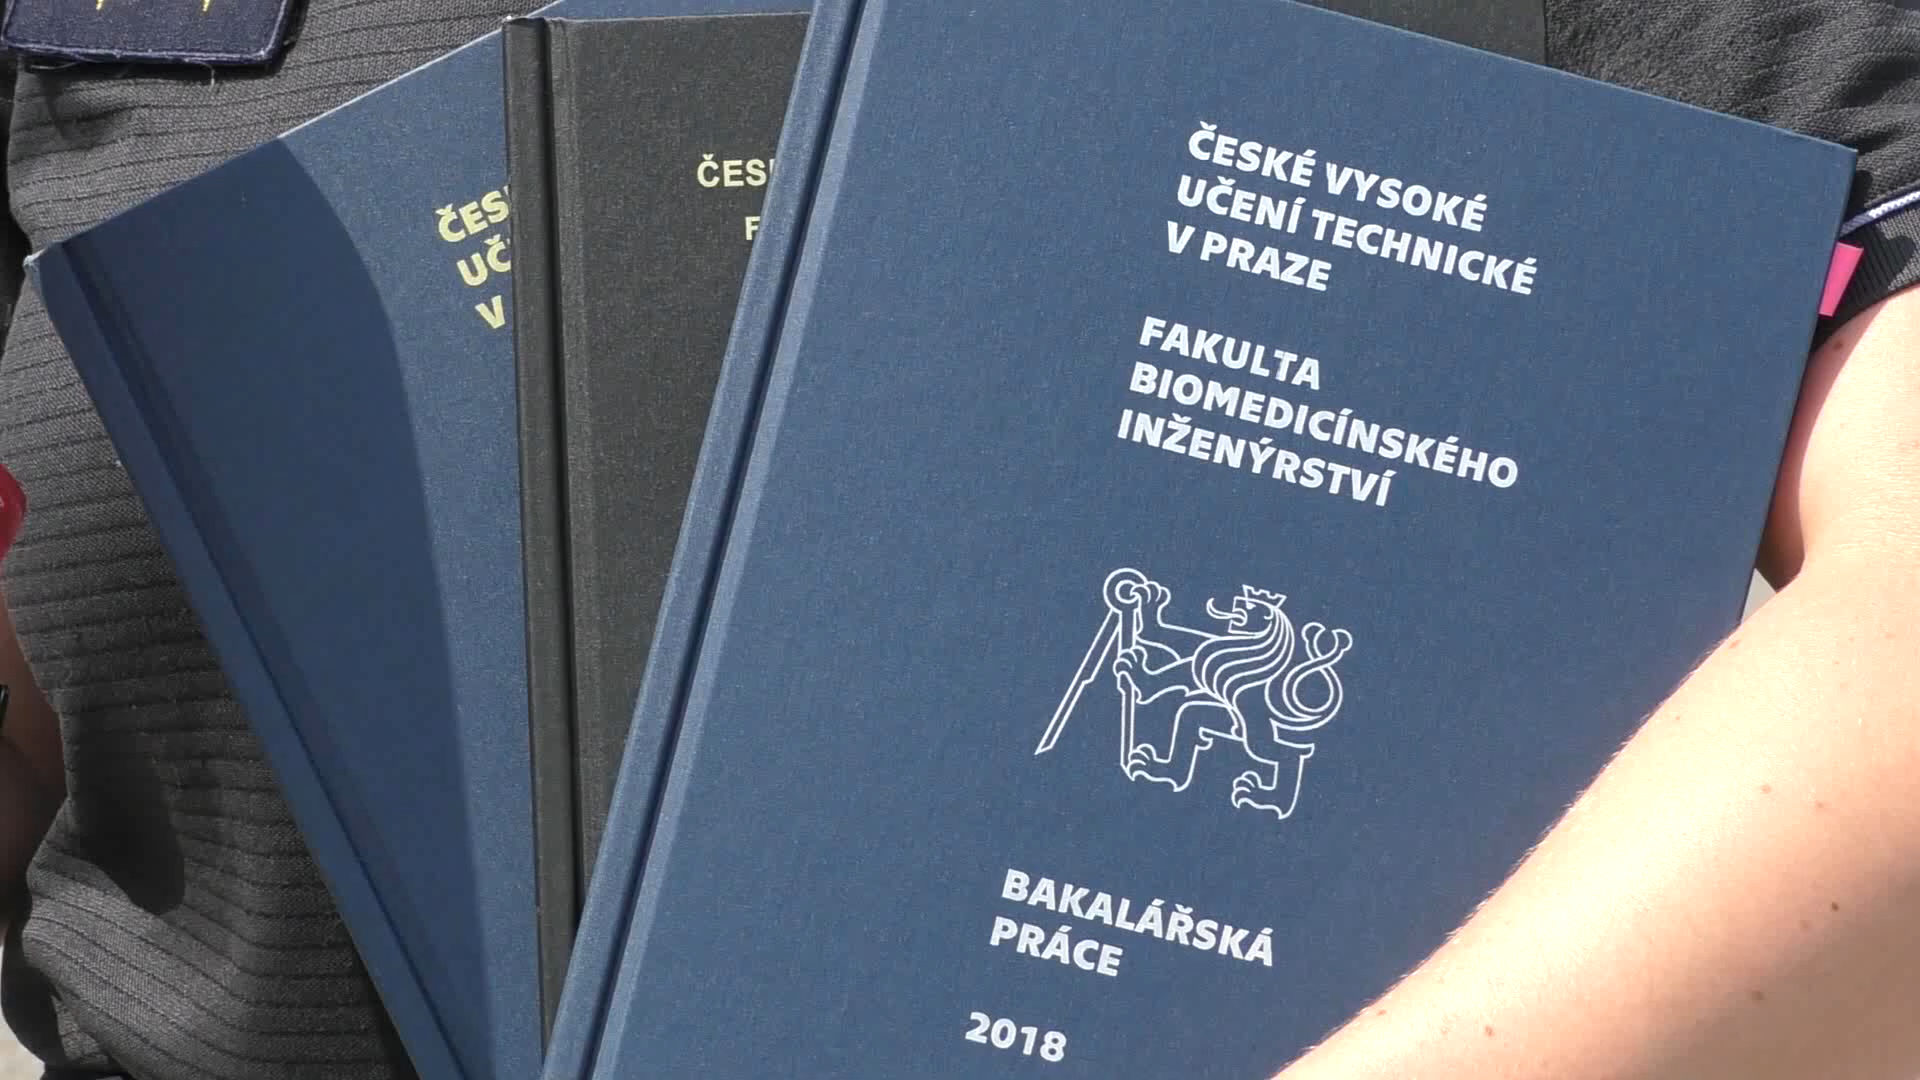 ČESKÉ VYSOKÉ
UČENÍ TECHNICKÉ
V PRAZE
FAKULTA
BIOMEDICÍNSKÉHO
INŽENÝRSTVÍ
BAKALÁŘSKÁ
PRÁCE
2018